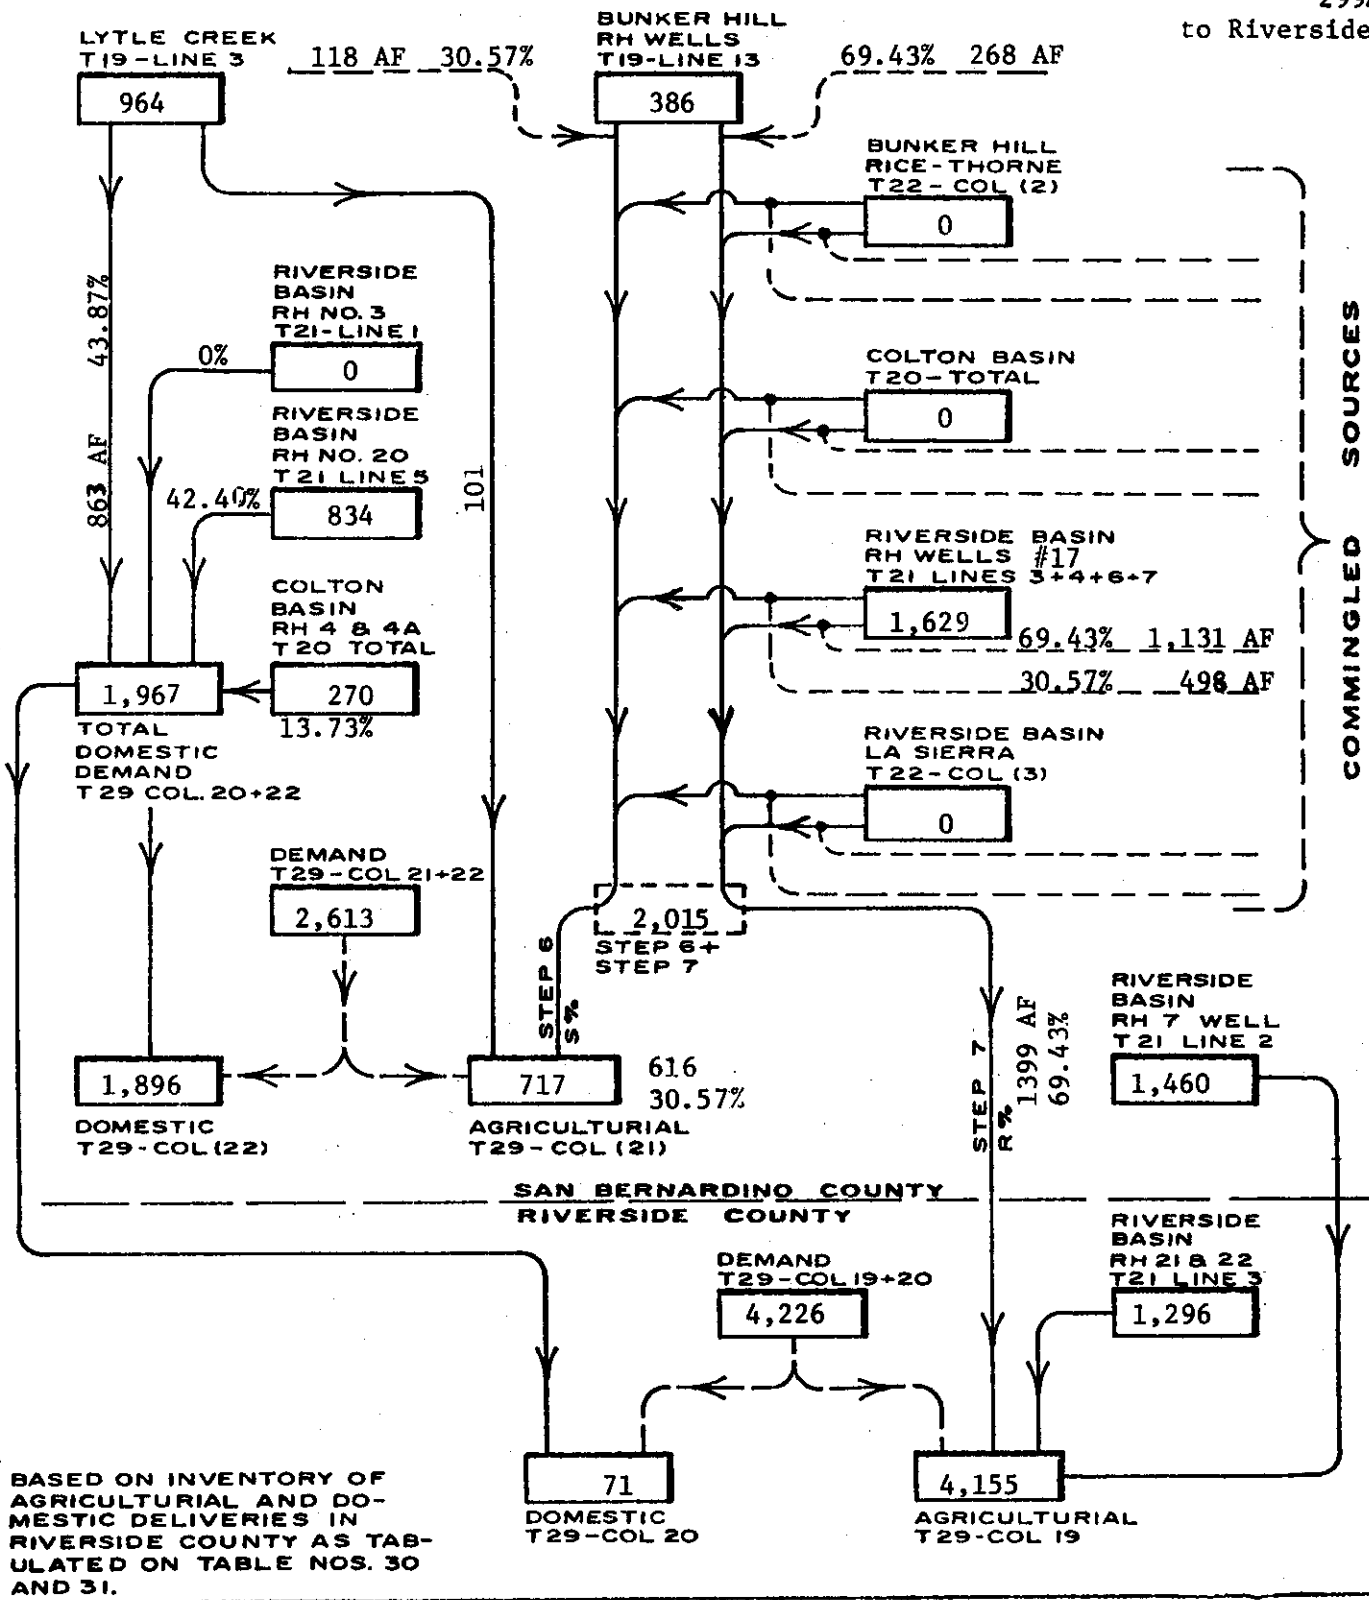 to Riverside
LYTLE CREEK
T19-LINE 3
964
118 AF 30.57%
BUNKER HILL
RH WELLS
T19-LINE 13
386
69.43% 268 AF
BUNKER HILL
RICE-THORNE
T22-COL (2)
0
RIVERSIDE
BASIN
RH NO. 3
T21-LINE 1
0
0%
43.87%
863 AF
RIVERSIDE
BASIN
RH NO. 20
T21 LINE 5
834
42.40%
101
COLTON BASIN
T20-TOTAL
0
RIVERSIDE BASIN
RH WELLS #17
T21 LINES 3+4+6+7
1,629
69.43% 1,131 AF
30.57% 498 AF
COMMINGLED SOURCES
COLTON
BASIN
RH 4 & 4A
T20 TOTAL
270
13.73%
1,967
TOTAL
DOMESTIC
DEMAND
T29 COL. 20+22
RIVERSIDE BASIN
LA SIERRA
T22-COL (3)
0
DEMAND
T29-COL 21+22
2,613
2,015
STEP 6+
STEP 7
STEP 6
S%
1,896
DOMESTIC
T29-COL (22)
717
616
30.57%
AGRICULTURIAL
T29-COL (21)
STEP 7
R%
1399 AF
69.43%
RIVERSIDE
BASIN
RH 7 WELL
T21 LINE 2
1,460
SAN BERNARDINO COUNTY
RIVERSIDE COUNTY
DEMAND
T29-COL 19+20
4,226
RIVERSIDE
BASIN
RH 21 & 22
T21 LINE 3
1,296
71
DOMESTIC
T29-COL 20
4,155
AGRICULTURIAL
T29-COL 19
BASED ON INVENTORY OF
AGRICULTURIAL AND DO-
MESTIC DELIVERIES IN
RIVERSIDE COUNTY AS TAB-
ULATED ON TABLE NOS. 30
AND 31.